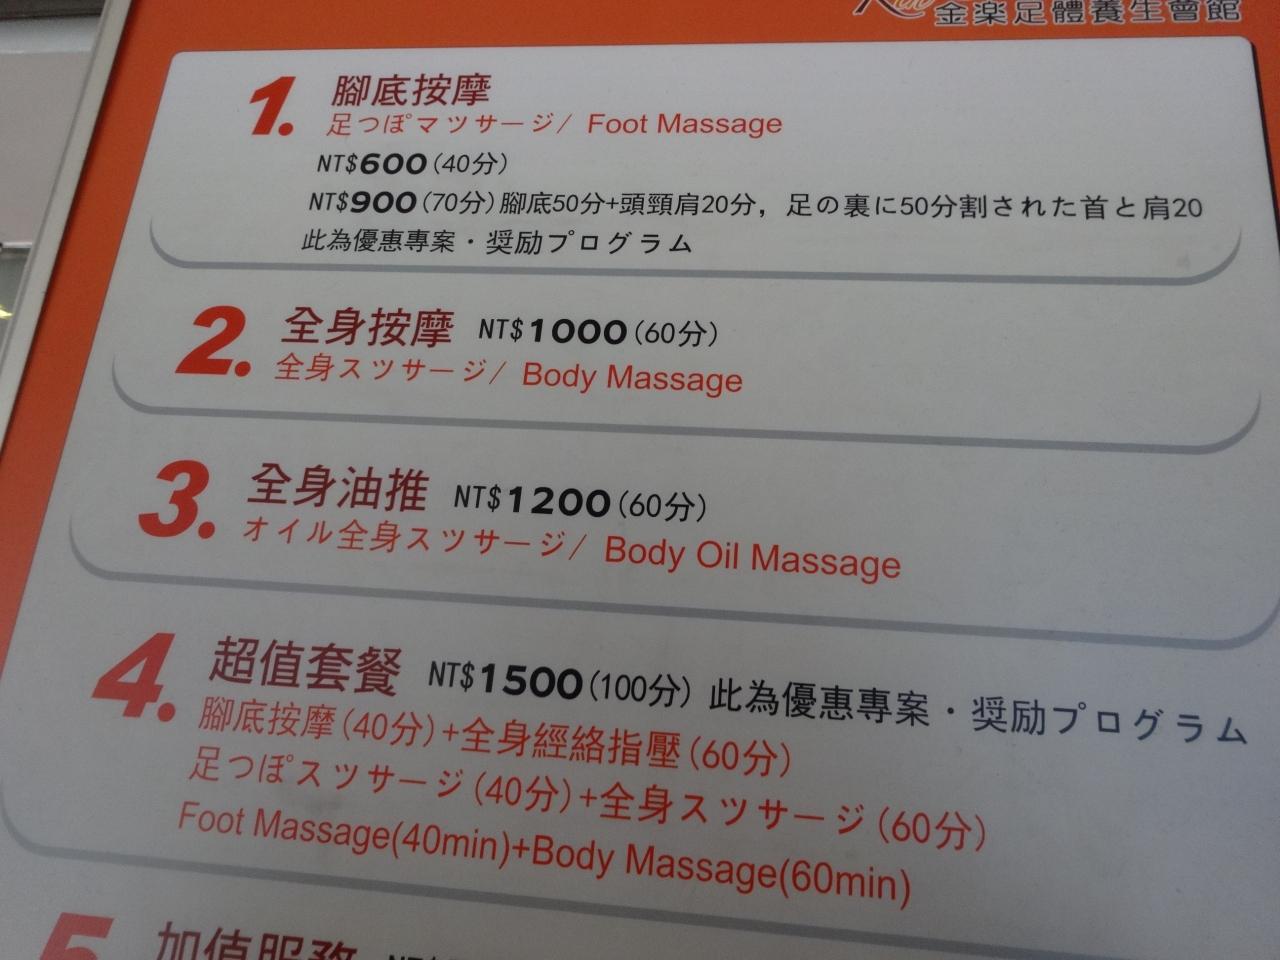 金楽足體養生會館
1. 腳底按摩
足つぽマツサージ/ Foot Massage
NT$600(40分)
NT$900(70分)腳底50分+頭頸肩20分，足の裏に50分割された首と肩20
此為優惠專案・奨励プログラム
2. 全身按摩 NT$1000(60分)
全身スツサージ/ Body Massage
3. 全身油推 NT$1200(60分)
オイル全身スツサージ/ Body Oil Massage
4. 超值套餐 NT$1500(100分) 此為優惠專案・奨励プログラム
腳底按摩(40分)+全身經絡指壓(60分)
足つぽスツサージ(40分)+全身スツサージ(60分)
Foot Massage(40min)+Body Massage(60min)
5. 加值服務